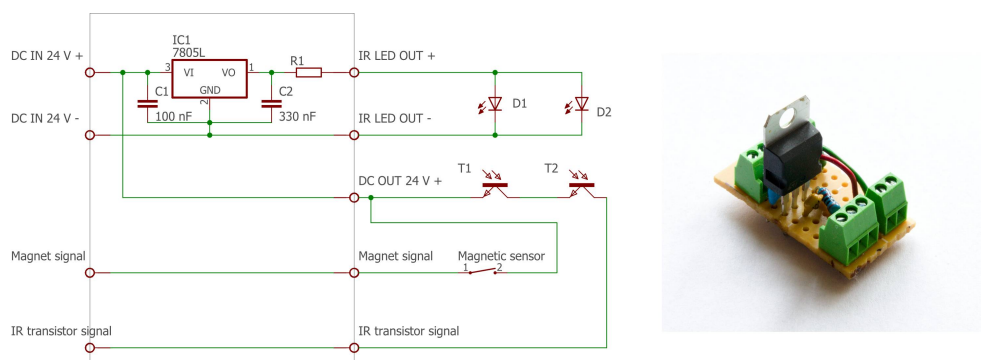 IC1
7805L
DC IN 24 V +
R1
IR LED OUT +
3 VI VO 1
GND
2
C1
C2
100 nF
330 nF
D1
D2
DC IN 24 V -
IR LED OUT -
DC OUT 24 V +
T1
T2
Magnet signal
Magnet signal
Magnetic sensor
1 2
IR transistor signal
IR transistor signal